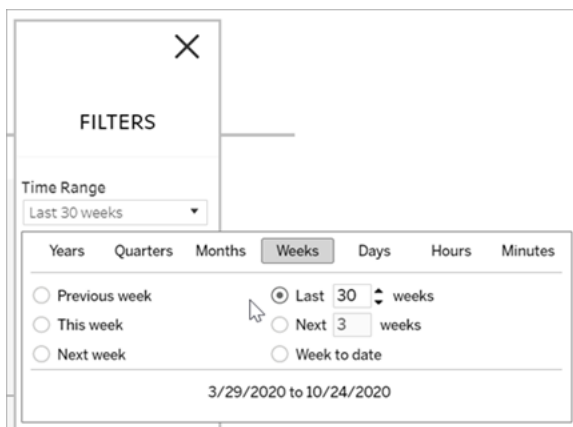 FILTERS
Time Range
Last 30 weeks
Years Quarters Months Weeks Days Hours Minutes
Previous week Last 30 weeks
This week Next 3 weeks
Next week Week to date
3/29/2020 to 10/24/2020